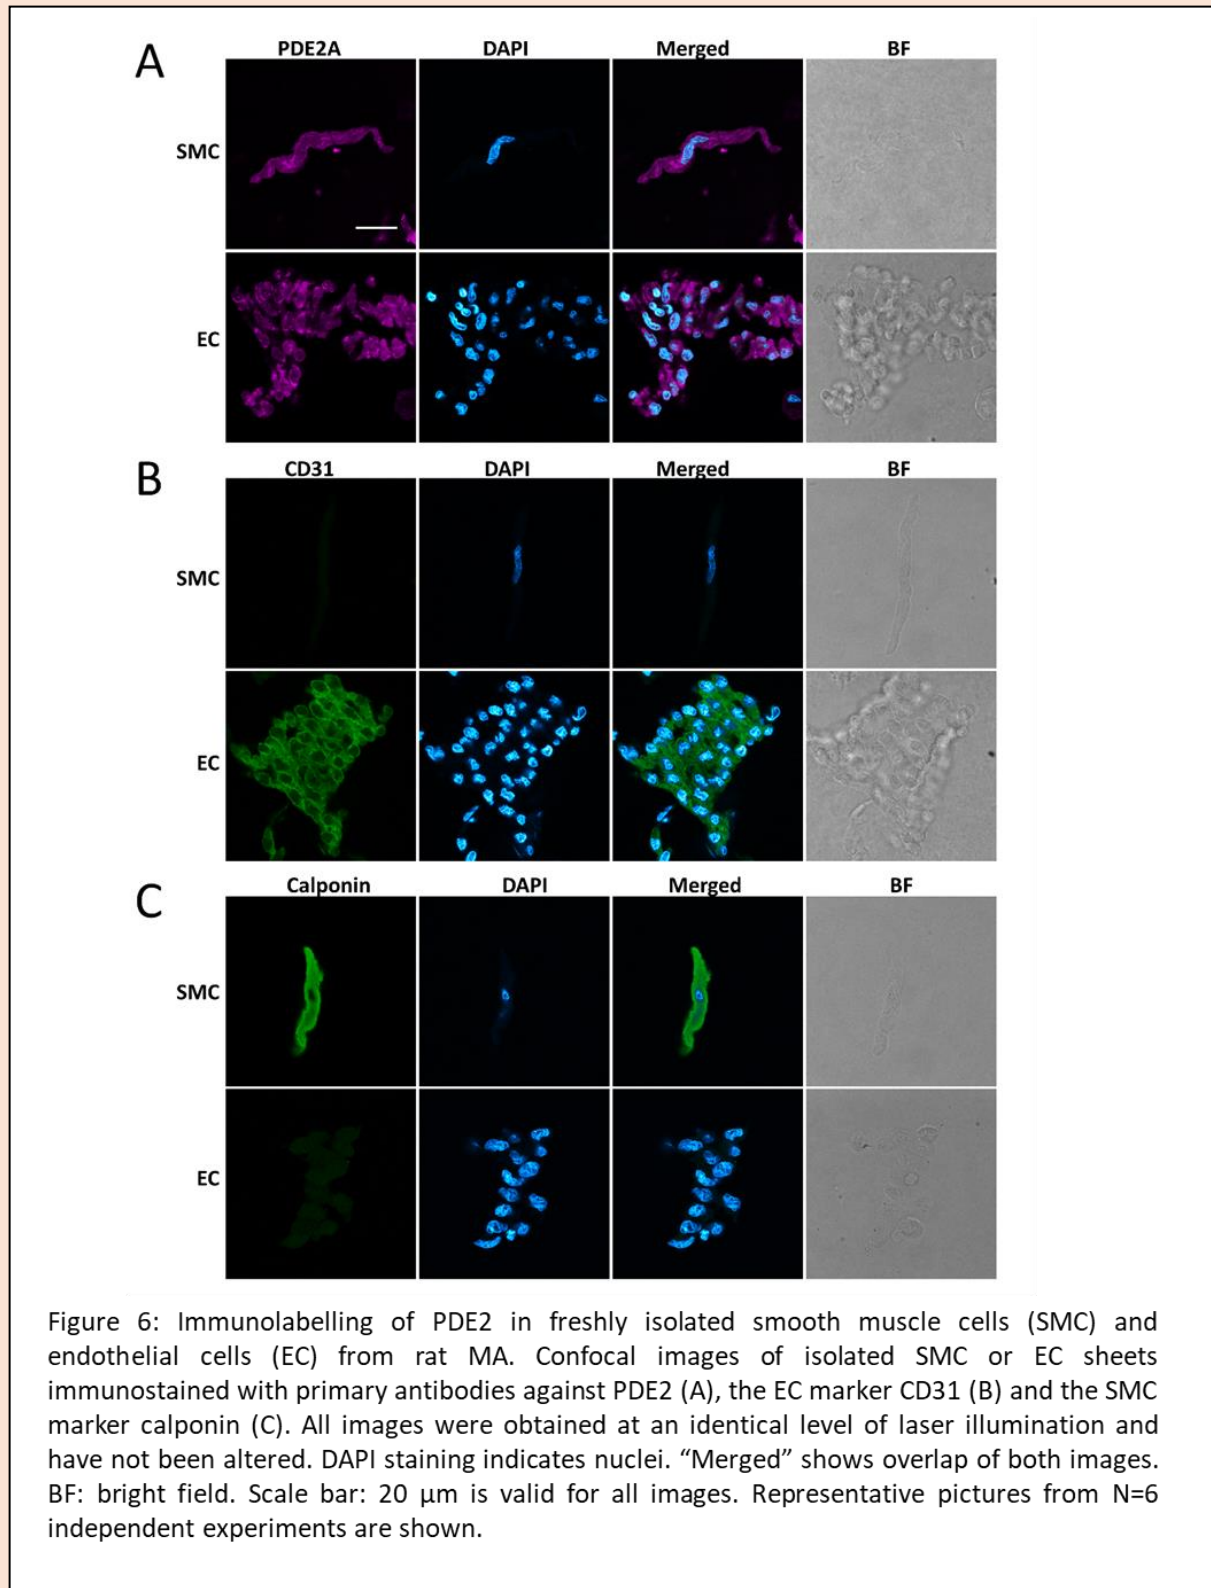 A
PDE2A DAPI Merged BF
SMC
EC
B
CD31 DAPI Merged BF
SMC
EC
C
Calponin DAPI Merged BF
SMC
EC
Figure 6: Immunolabelling of PDE2 in freshly isolated smooth muscle cells (SMC) and
endothelial cells (EC) from rat MA. Confocal images of isolated SMC or EC sheets
immunostained with primary antibodies against PDE2 (A), the EC marker CD31 (B) and the SMC
marker calponin (C). All images were obtained at an identical level of laser illumination and
have not been altered. DAPI staining indicates nuclei. “Merged” shows overlap of both images.
BF: bright field. Scale bar: 20 µm is valid for all images. Representative pictures from N=6
independent experiments are shown.